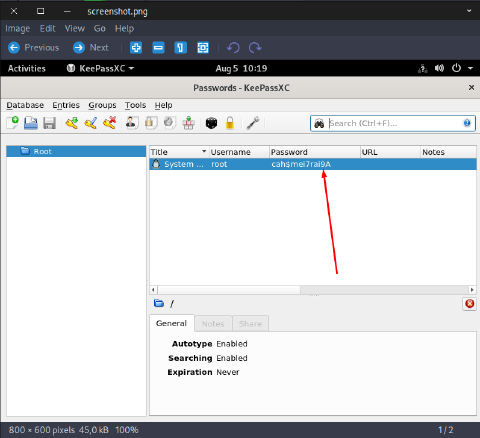 screenshot.png
Image Edit View Go Help
Previous Next
Activities KeePassXC Aug 5 10:19
Passwords - KeePassXC
Database Entries Groups Tools Help
Search (Ctrl+F)...
Root
Title Username Password URL Notes
System ... root cah$mei7rai9A
/
General Notes Share
Autotype Enabled
Searching Enabled
Expiration Never
800 × 600 pixels 45,0 kB 100% 1 / 2